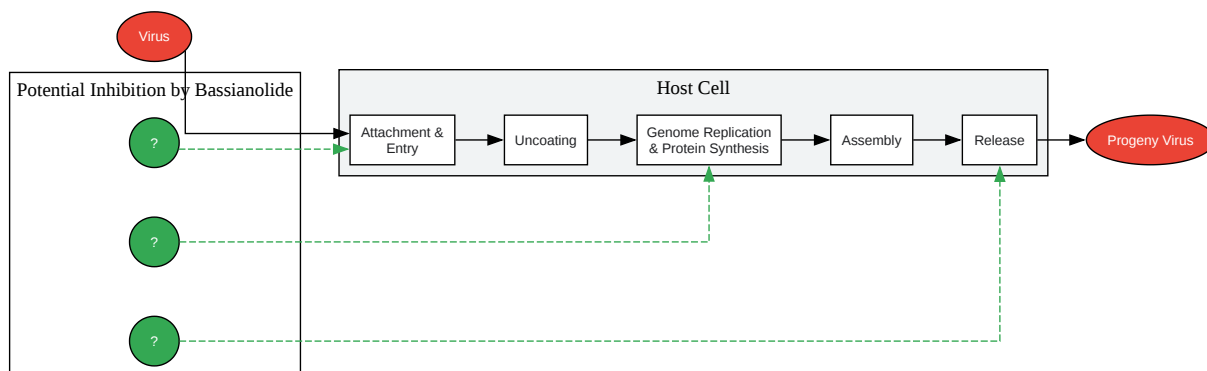 Virus
Potential Inhibition by Bassianolide
Host Cell
?
Attachment &
Entry
Uncoating
Genome Replication
& Protein Synthesis
Assembly
Release
Progeny Virus
?
?